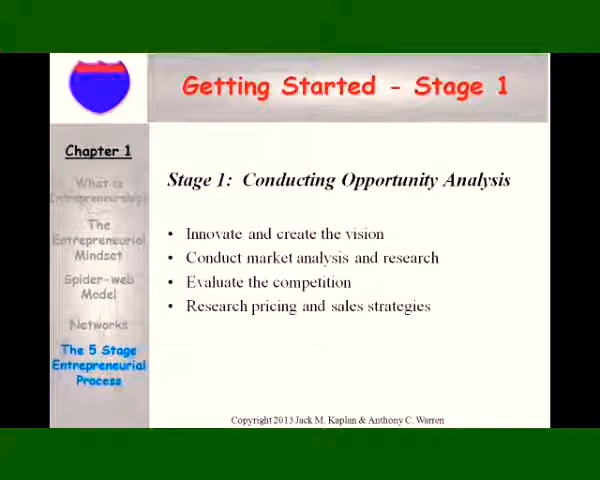 Getting Started - Stage 1
Chapter 1
What is
Entrepreneurship?
The
Entrepreneurial
Mindset
Spider-web
Model
Networks
The 5 Stage
Entrepreneurial
Process
Stage 1: Conducting Opportunity Analysis
• Innovate and create the vision
• Conduct market analysis and research
• Evaluate the competition
• Research pricing and sales strategies
Copyright 2013 Jack M. Kaplan & Anthony C. Warren